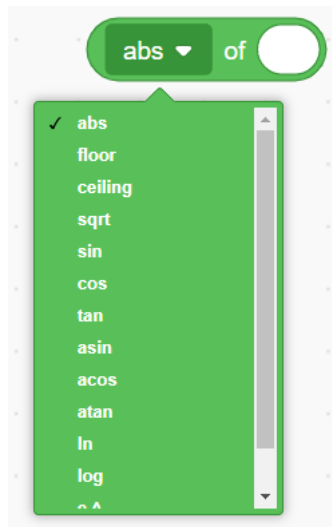 abs of
abs
floor
ceiling
sqrt
sin
cos
tan
asin
acos
atan
ln
log